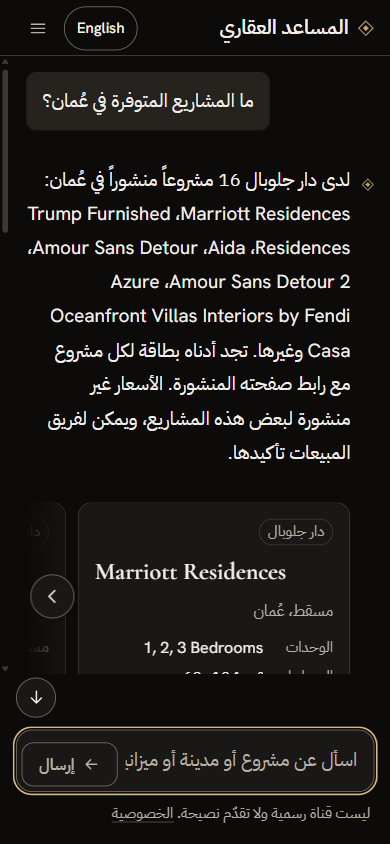 المساعد العقاري
English
ما المشاريع المتوفرة في عُمان؟
لدى دار جلوبال 16 مشروعاً منشوراً في عُمان:
Trump Furnished ،Marriott Residences
،Amour Sans Detour ،Aida ،Residences
Azure ،Amour Sans Detour 2
Oceanfront Villas Interiors by Fendi
Casa وغيرها. تجد أدناه بطاقة لكل مشروع
مع رابط صفحته المنشورة. الأسعار غير
منشورة لبعض هذه المشاريع، ويمكن لفريق
المبيعات تأكيدها.
دار جلوبال
Marriott Residences
مسقط، عُمان
الوحدات 1, 2, 3 Bedrooms
اسأل عن مشروع أو مدينة أو
إرسال
ليست قناة رسمية ولا تقدّم نصيحة. الخصوصية